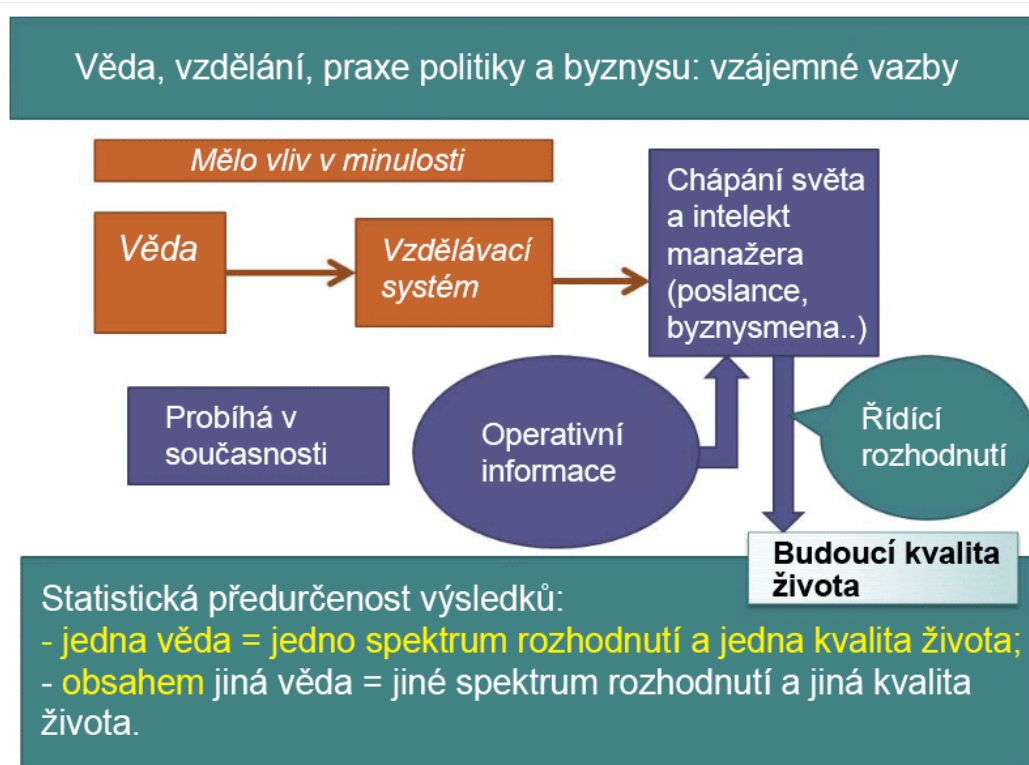 Věda, vzdělání, praxe politiky a byznysu: vzájemné vazby
Mělo vliv v minulosti
Věda
Vzdělávací
systém
Chápání světa
a intelekt
manažera
(poslance,
byznysmena..)
Probíhá v
současnosti
Operativní
informace
Řídící
rozhodnutí
Budoucí kvalita
života
Statistická předurčenost výsledků:
- jedna věda = jedno spektrum rozhodnutí a jedna kvalita života;
- obsahem jiná věda = jiné spektrum rozhodnutí a jiná kvalita
života.